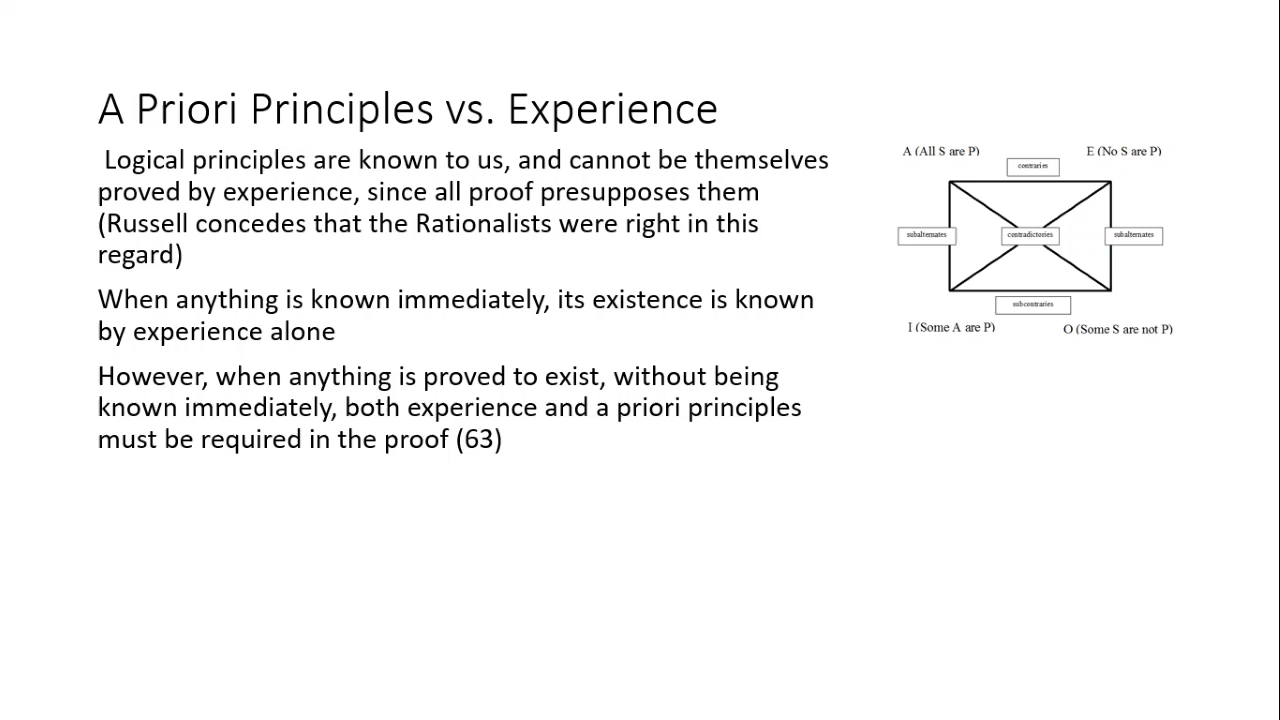 A Priori Principles vs. Experience
Logical principles are known to us, and cannot be themselves
proved by experience, since all proof presupposes them
(Russell concedes that the Rationalists were right in this
regard)
When anything is known immediately, its existence is known
by experience alone
However, when anything is proved to exist, without being
known immediately, both experience and a priori principles
must be required in the proof (63)
A (All S are P)
E (No S are P)
contraries
subalternates
contradictories
subalternates
subcontraries
I (Some A are P)
O (Some S are not P)